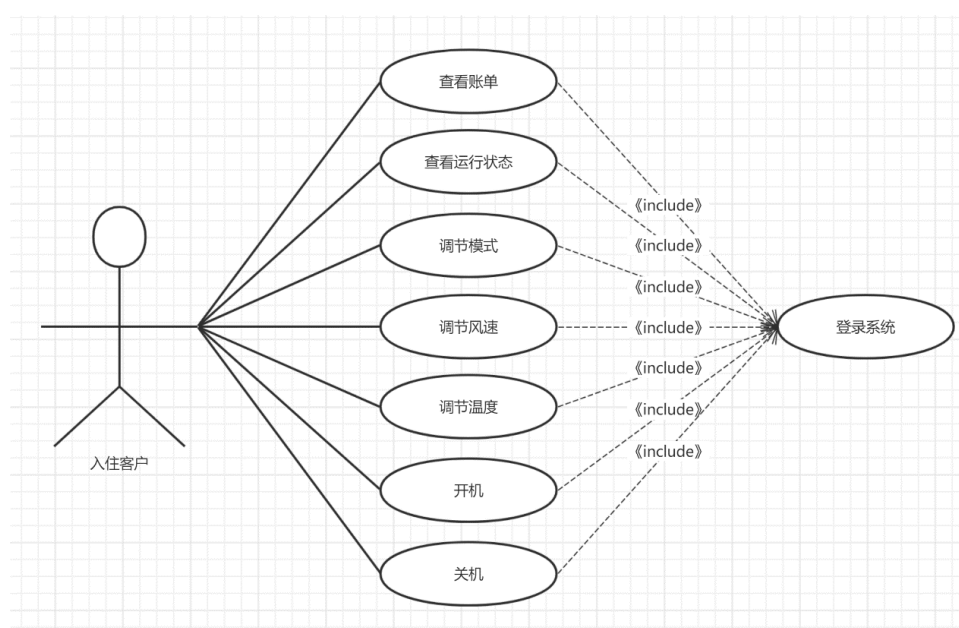 查看账单
查看运行状态
《include》
《include》
调节模式
《include》
调节风速
《include》
登录系统
《include》
调节温度
《include》
《include》
入住客户
开机
关机